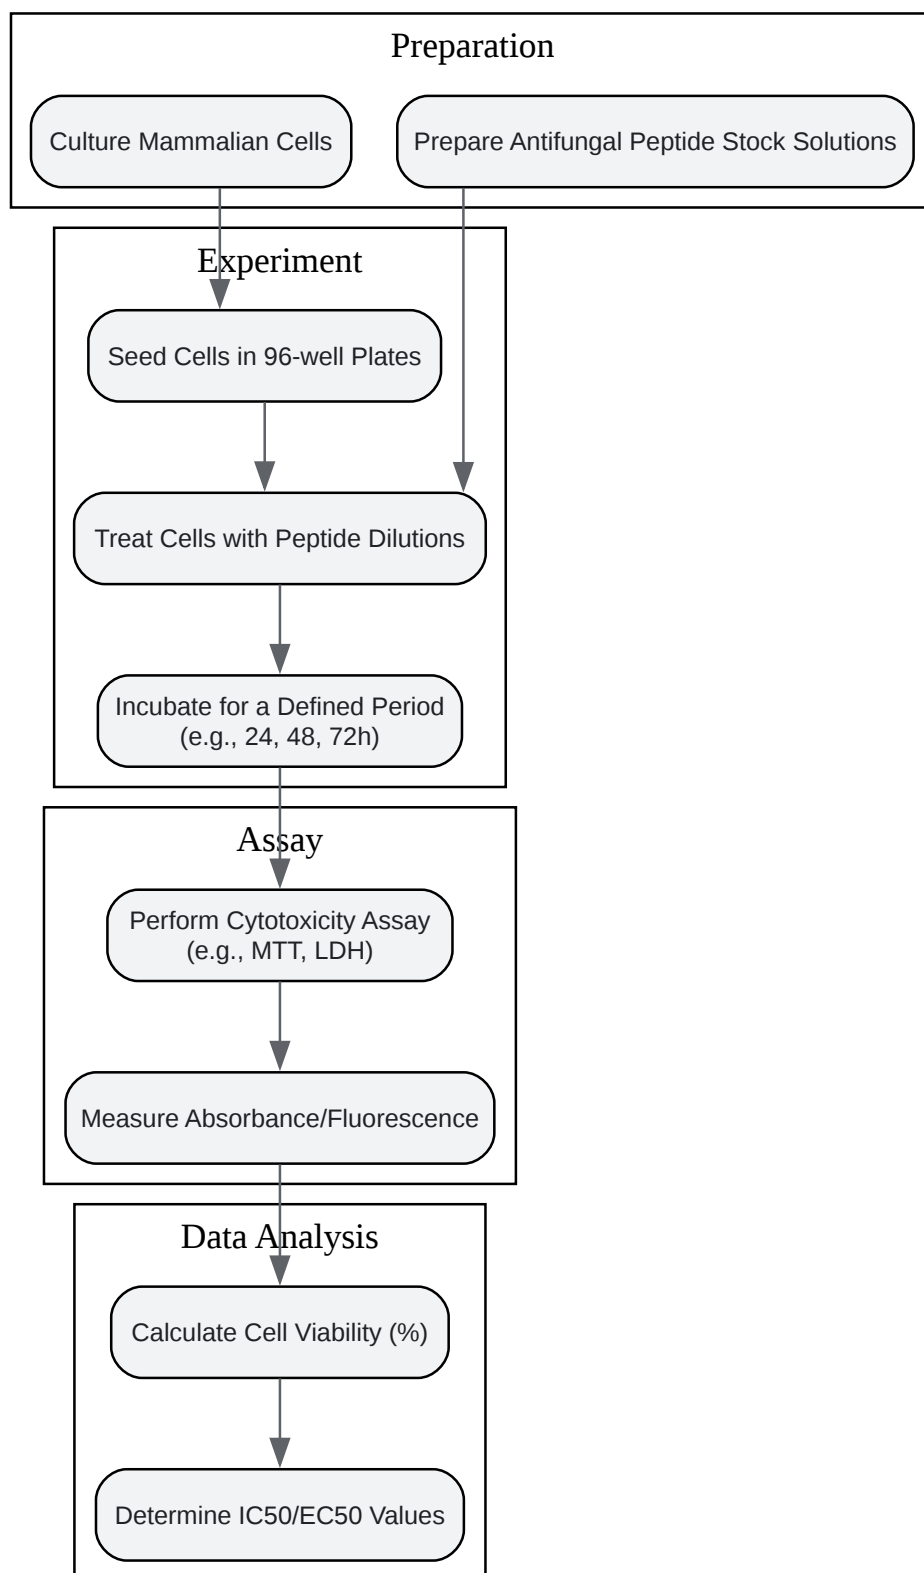 Preparation
Culture Mammalian Cells
Prepare Antifungal Peptide Stock Solutions
Experiment
Seed Cells in 96-well Plates
Treat Cells with Peptide Dilutions
Incubate for a Defined Period
(e.g., 24, 48, 72h)
Assay
Perform Cytotoxicity Assay
(e.g., MTT, LDH)
Measure Absorbance/Fluorescence
Data Analysis
Calculate Cell Viability (%)
Determine IC50/EC50 Values